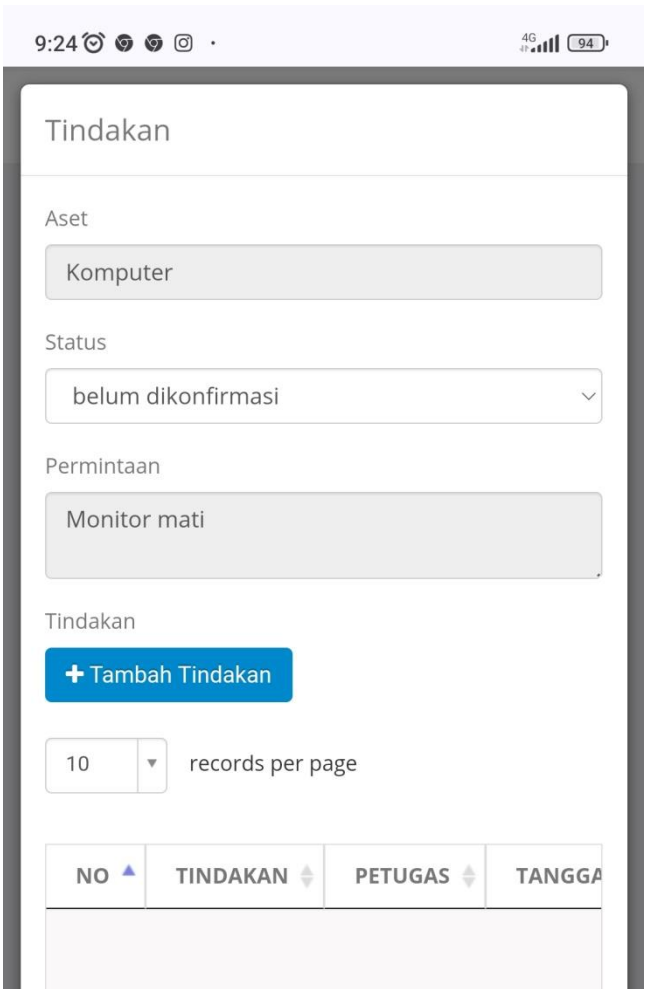 9:24
4G
94
Tindakan
Aset
Komputer
Status
belum dikonfirmasi
Permintaan
Monitor mati
Tindakan
+ Tambah Tindakan
10 records per page
NO TINDAKAN PETUGAS TANGGA